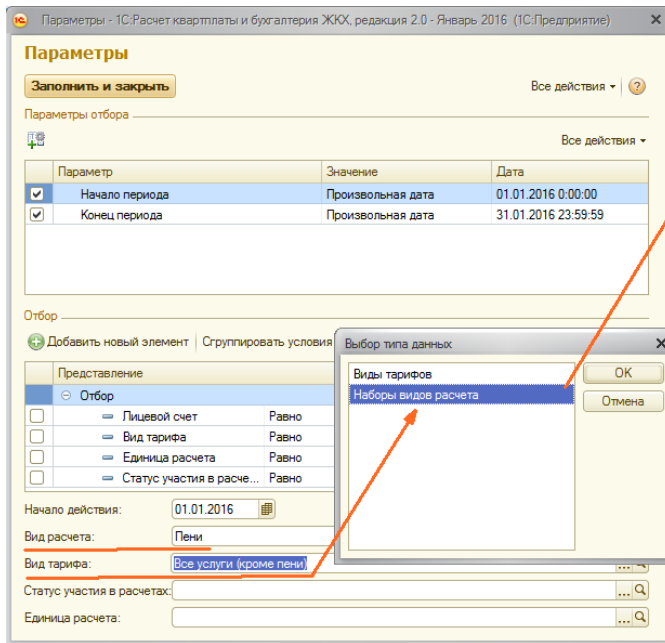 Параметры - 1С:Расчет квартплаты и бухгалтерия ЖКХ, редакция 2.0 - Январь 2016 (1С:Предприятие)
Параметры
Заполнить и закрыть
Все действия
Параметры отбора
Все действия
Параметр Значение Дата
Начало периода Произвольная дата 01.01.2016 0:00:00
Конец периода Произвольная дата 31.01.2016 23:59:59
Отбор
Добавить новый элемент Сгруппировать условия
Выбор типа данных
Представление
Виды тарифов
OK
Отбор
Наборы видов расчета
Отмена
Лицевой счет Равно
Вид тарифа Равно
Единица расчета Равно
Статус участия в расче... Равно
Начало действия: 01.01.2016
Вид расчета: Пени
Вид тарифа: Все услуги (кроме пени)
Статус участия в расчетах:
Единица расчета: